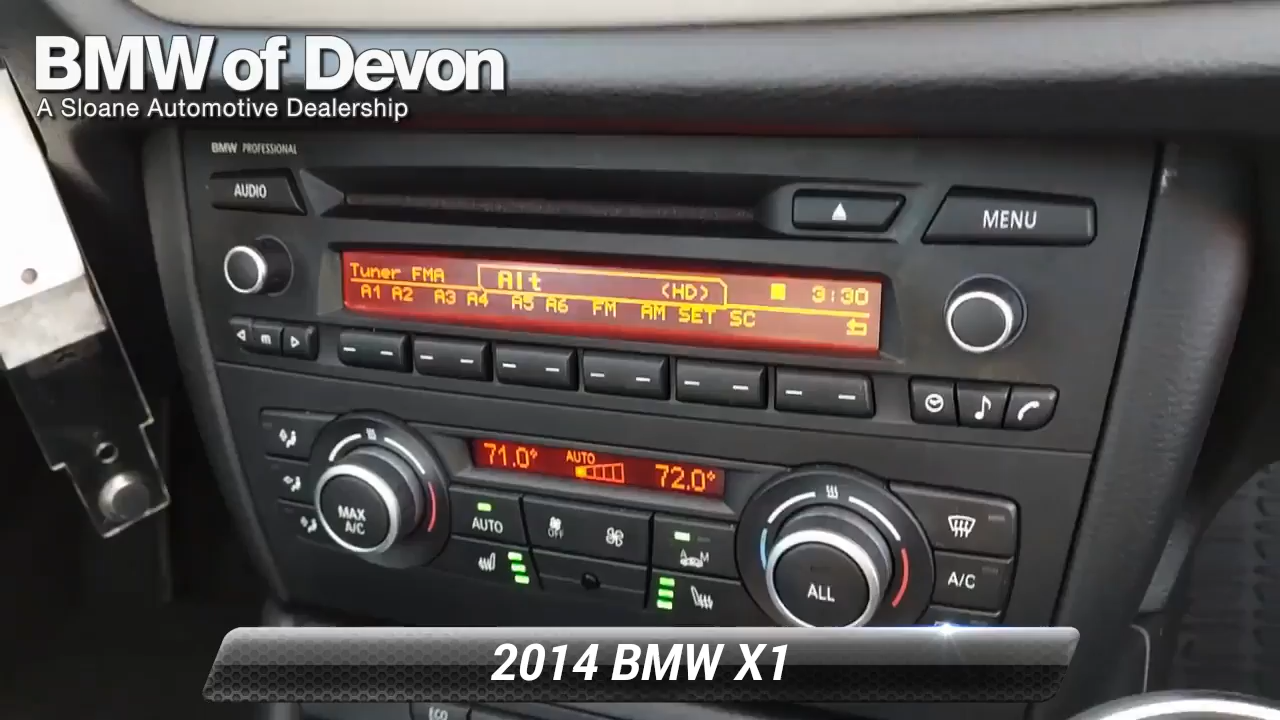 BMW of Devon
A Sloane Automotive Dealership
BMW PROFESSIONAL
AUDIO
MENU
Tuner FMA Alt (HD) 3:30
A1 A2 A3 A4 A5 A6 FM AM SET SC
m
71.0° AUTO 72.0°
MAX A/C
AUTO
OFF
A M
ALL
A/C
2014 BMW X1
ECO